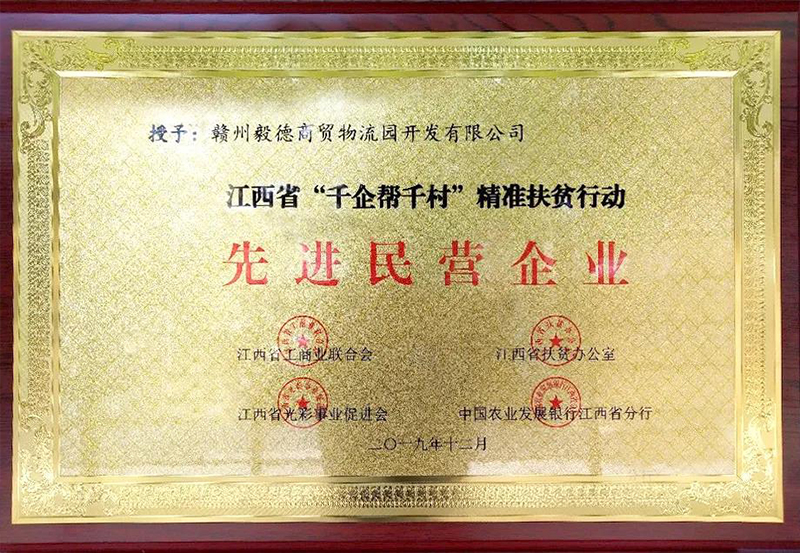 授予：赣州毅德商贸物流园开发有限公司
江西省“千企帮千村”精准扶贫行动
先进民营企业
江西省工商业联合会 江西省扶贫办公室
江西省光彩事业促进会 中国农业发展银行江西省分行
二〇一九年十二月